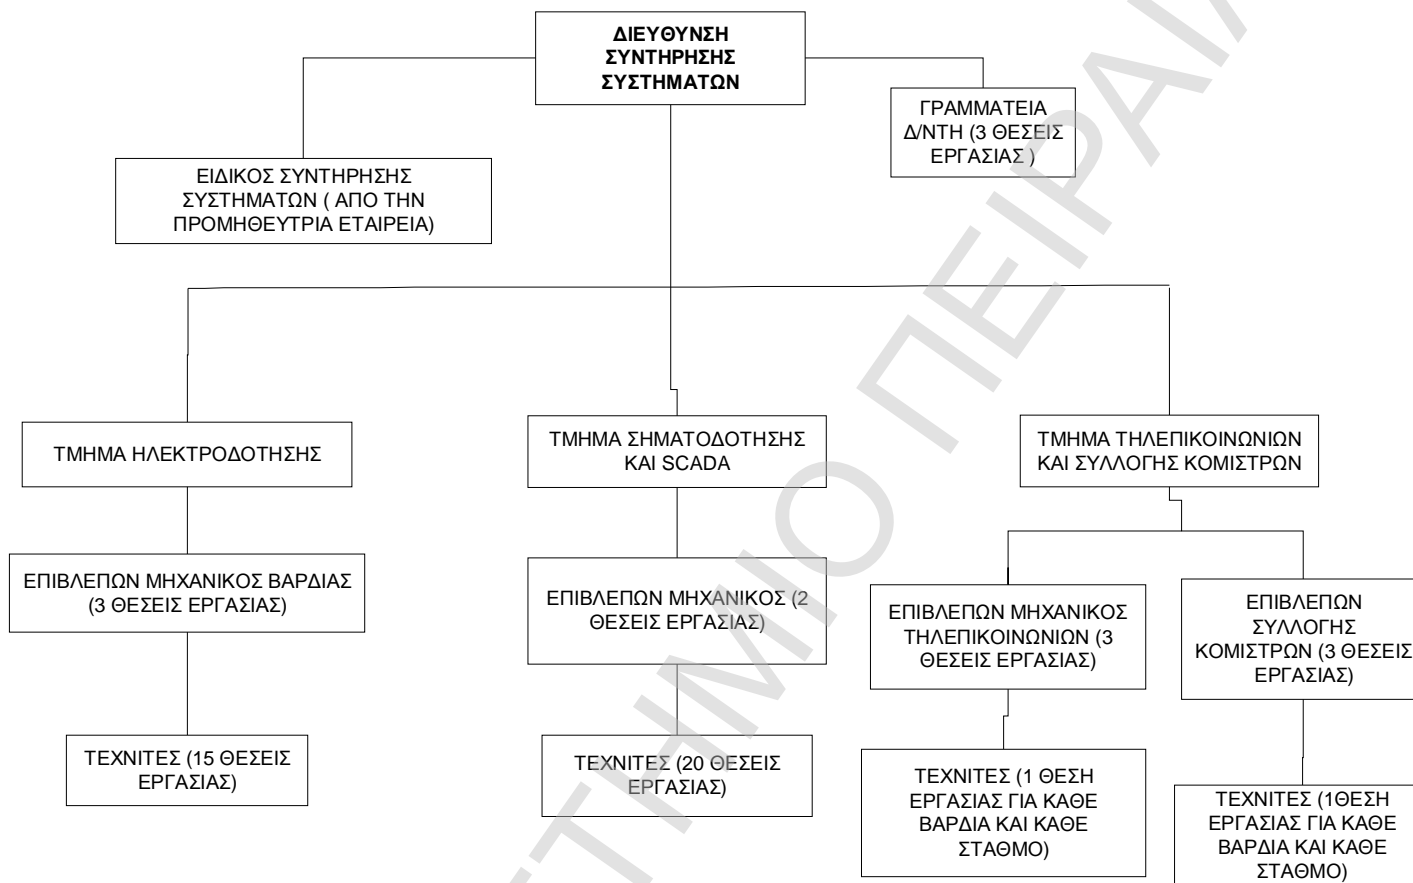 ΔΙΕΥΘΥΝΣΗ
ΣΥΝΤΗΡΗΣΗΣ
ΣΥΣΤΗΜΑΤΩΝ
ΓΡΑΜΜΑΤΕΙΑ
Δ/ΝΤΗ (3 ΘΕΣΕΙΣ
ΕΡΓΑΣΙΑΣ )
ΕΙΔΙΚΟΣ ΣΥΝΤΗΡΗΣΗΣ
ΣΥΣΤΗΜΑΤΩΝ ( ΑΠΟ ΤΗΝ
ΠΡΟΜΗΘΕΥΤΡΙΑ ΕΤΑΙΡΕΙΑ)
ΤΜΗΜΑ ΗΛΕΚΤΡΟΔΟΤΗΣΗΣ
ΤΜΗΜΑ ΣΗΜΑΤΟΔΟΤΗΣΗΣ
ΚΑΙ SCADA
ΤΜΗΜΑ ΤΗΛΕΠΙΚΟΙΝΩΝΙΩΝ
ΚΑΙ ΣΥΛΛΟΓΗΣ ΚΟΜΙΣΤΡΩΝ
ΕΠΙΒΛΕΠΩΝ ΜΗΧΑΝΙΚΟΣ ΒΑΡΔΙΑΣ
(3 ΘΕΣΕΙΣ ΕΡΓΑΣΙΑΣ)
ΕΠΙΒΛΕΠΩΝ ΜΗΧΑΝΙΚΟΣ (2
ΘΕΣΕΙΣ ΕΡΓΑΣΙΑΣ)
ΕΠΙΒΛΕΠΩΝ ΜΗΧΑΝΙΚΟΣ
ΤΗΛΕΠΙΚΟΙΝΩΝΙΩΝ (3
ΘΕΣΕΙΣ ΕΡΓΑΣΙΑΣ)
ΕΠΙΒΛΕΠΩΝ
ΣΥΛΛΟΓΗΣ
ΚΟΜΙΣΤΡΩΝ (3 ΘΕΣΕΙΣ
ΕΡΓΑΣΙΑΣ)
ΤΕΧΝΙΤΕΣ (15 ΘΕΣΕΙΣ
ΕΡΓΑΣΙΑΣ)
ΤΕΧΝΙΤΕΣ (20 ΘΕΣΕΙΣ
ΕΡΓΑΣΙΑΣ)
ΤΕΧΝΙΤΕΣ (1 ΘΕΣΗ
ΕΡΓΑΣΙΑΣ ΓΙΑ ΚΑΘΕ
ΒΑΡΔΙΑ ΚΑΙ ΚΑΘΕ
ΣΤΑΘΜΟ)
ΤΕΧΝΙΤΕΣ (1ΘΕΣΗ
ΕΡΓΑΣΙΑΣ ΓΙΑ ΚΑΘΕ
ΒΑΡΔΙΑ ΚΑΙ ΚΑΘΕ
ΣΤΑΘΜΟ)